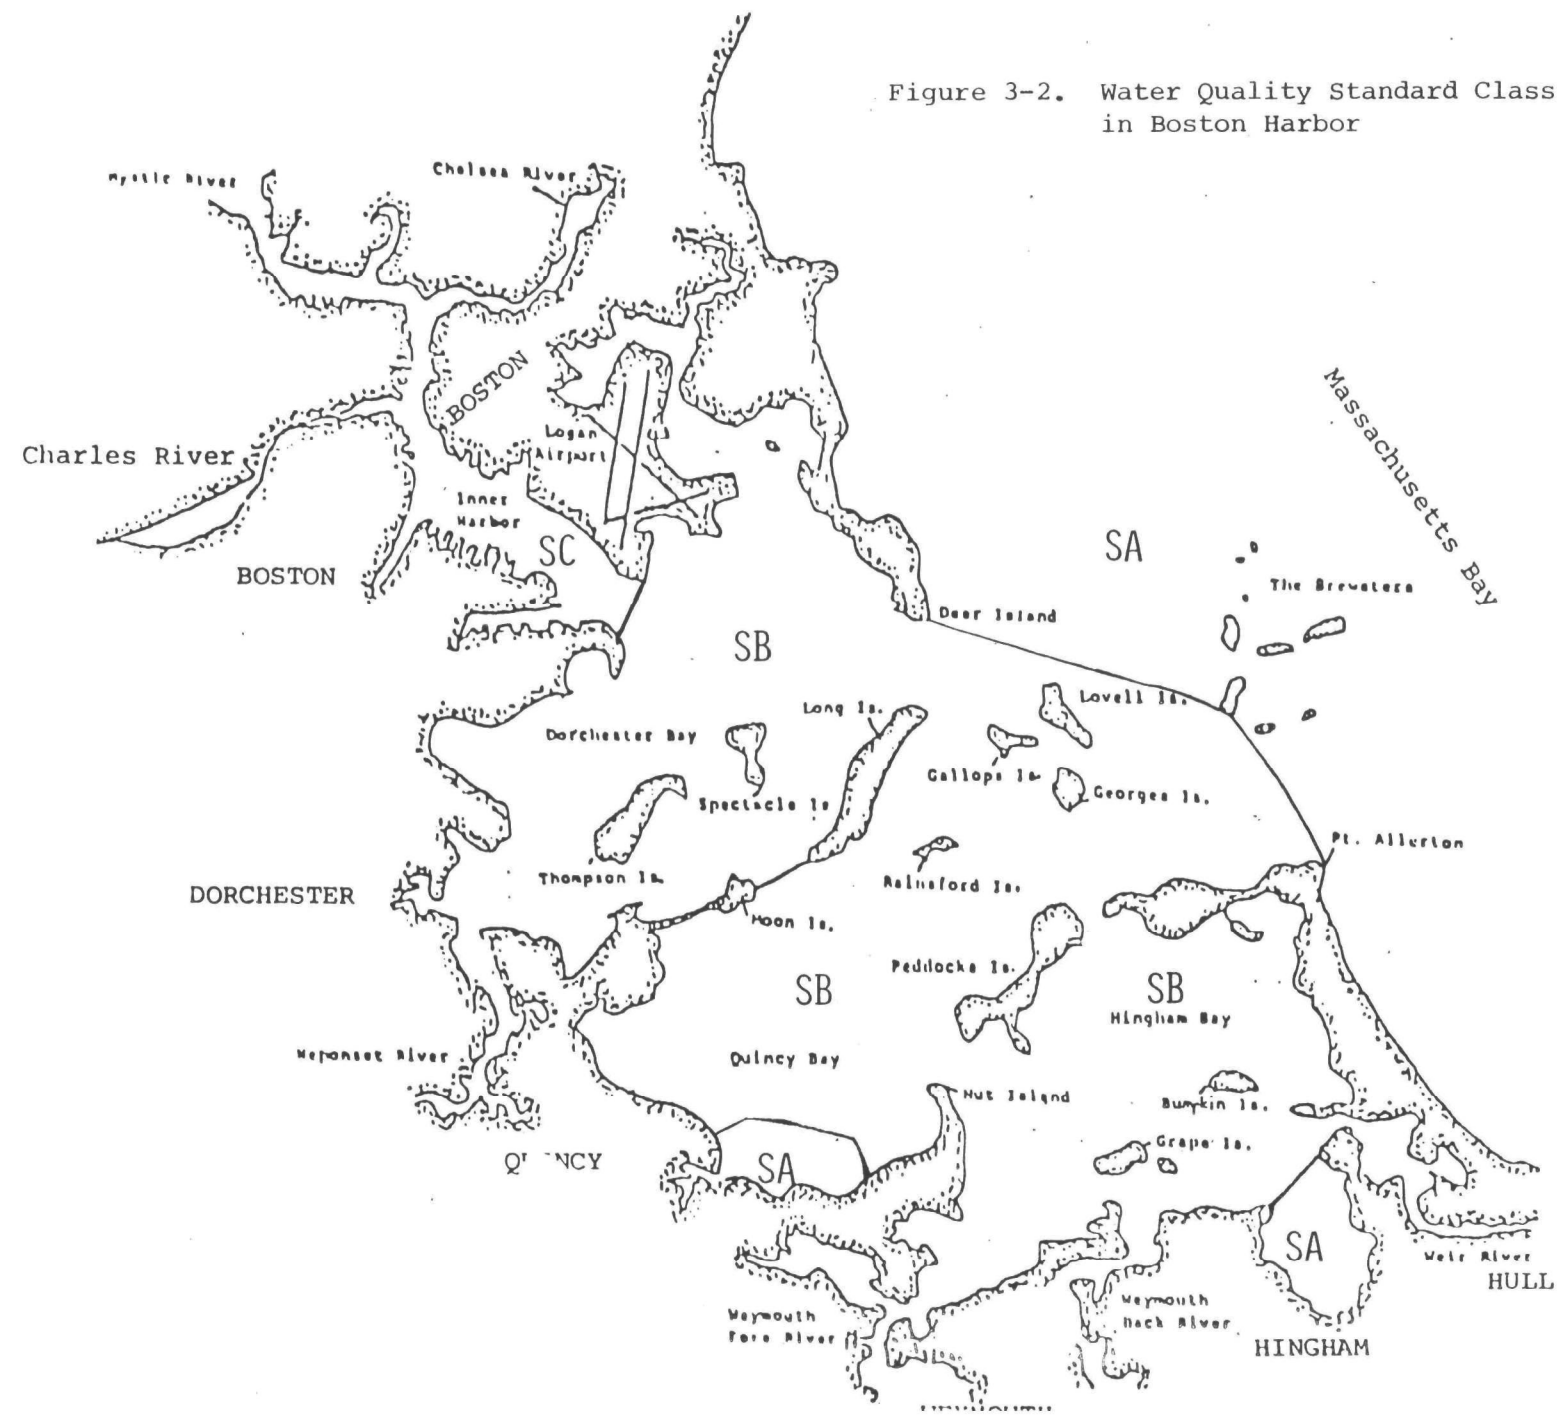 Figure 3-2. Water Quality Standard Class
in Boston Harbor
Mystic River
Chelsea River
BOSTON
Logan
Airport
Charles River
Inner
Harbor
SC
BOSTON
Massachusetts Bay
SA
The Brewsters
Deer Island
SB
Lovell Is.
Long Is.
Dorchester Bay
Gallops Is
Spectacle Is
Georges Is.
Pt. Allerton
Thompson Is.
Rainsford Is.
DORCHESTER
Moon Is.
Peddocks Is.
SB
SB
Hingham Bay
Neponset River
Quincy Bay
Nut Island
Bumpkin Is.
Grape Is.
SA
SA
Weir River
HULL
Weymouth
Fore River
Weymouth
Back River
HINGHAM
WEYMOUTH